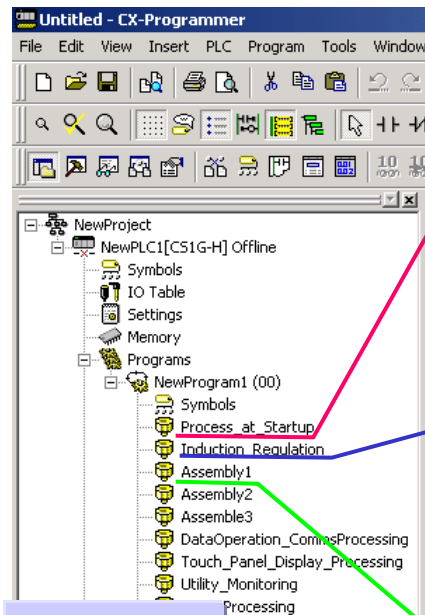 Untitled - CX-Programmer
File Edit View Insert PLC Program Tools Window
10
NewProject
NewPLC1[CS1G-H] Offline
Symbols
IO Table
Settings
Memory
Programs
NewProgram1 (00)
Symbols
Process_at_Startup
Induction_Regulation
Assembly1
Assembly2
Assemble3
DataOperation_CommsProcessing
Touch_Panel_Display_Processing
Utility_Monitoring
Processing